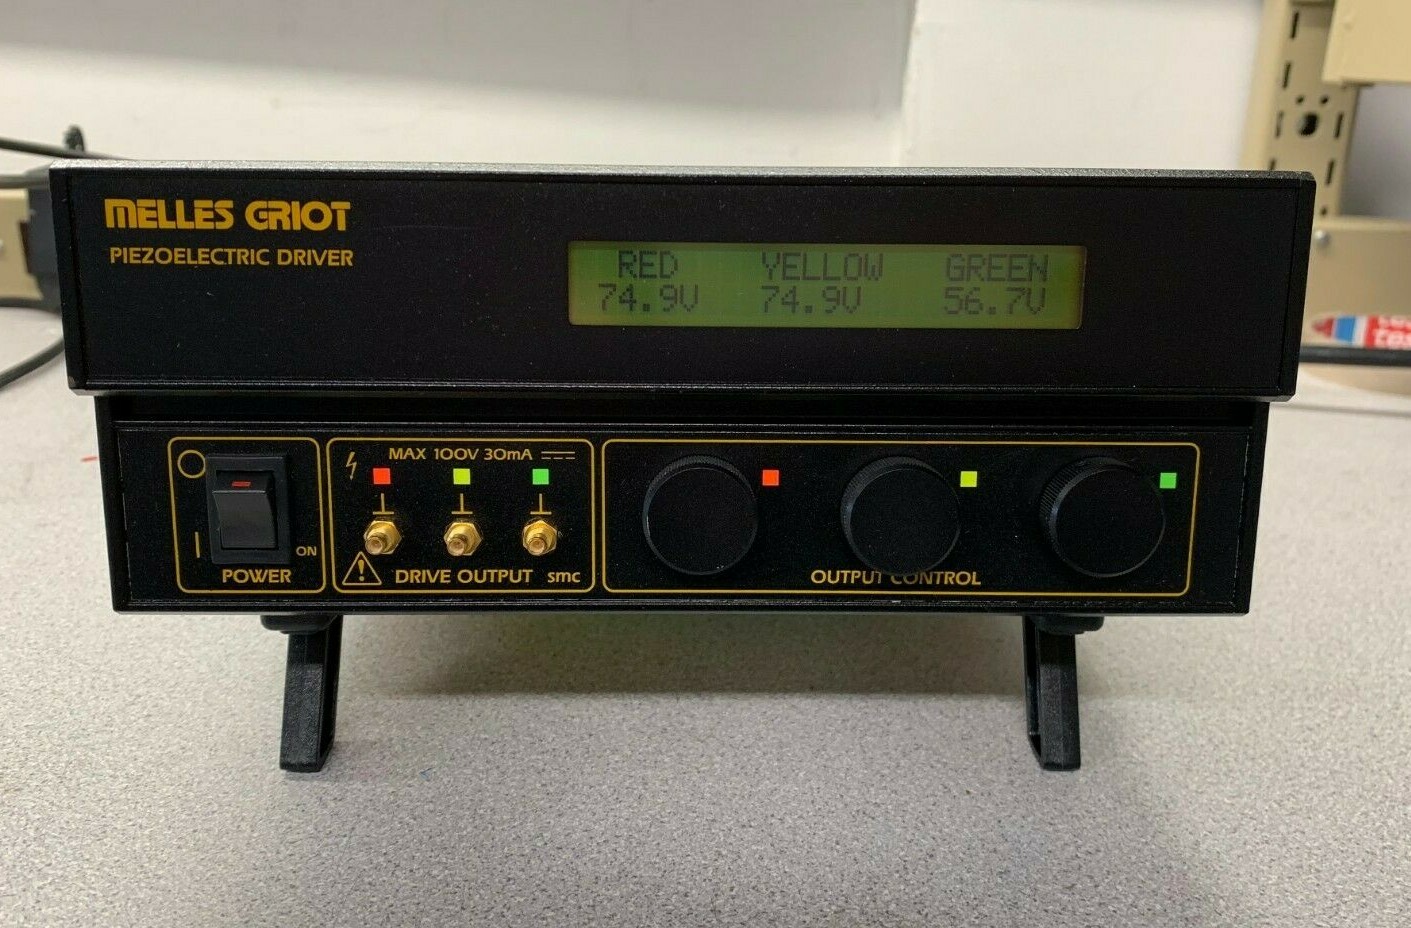 MELLES GRIOT
PIEZOELECTRIC DRIVER
RED YELLOW GREEN
74.9V 74.9V 56.7V
MAX 100V 30mA
ON
POWER
DRIVE OUTPUT smc
OUTPUT CONTROL